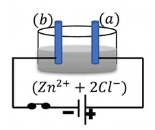 (b) (a)
(Zn²⁺ + 2Cl⁻)
- +